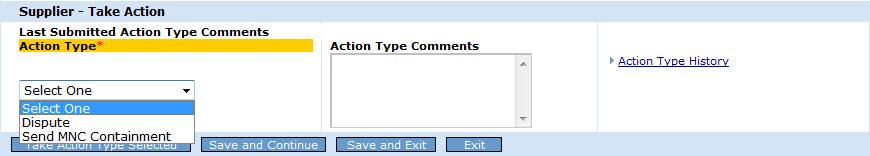 Supplier - Take Action
Last Submitted Action Type Comments
Action Type*
Action Type Comments
Action Type History
Select One
Select One
Dispute
Send MNC Containment
Take Action Type Selected
Save and Continue
Save and Exit
Exit